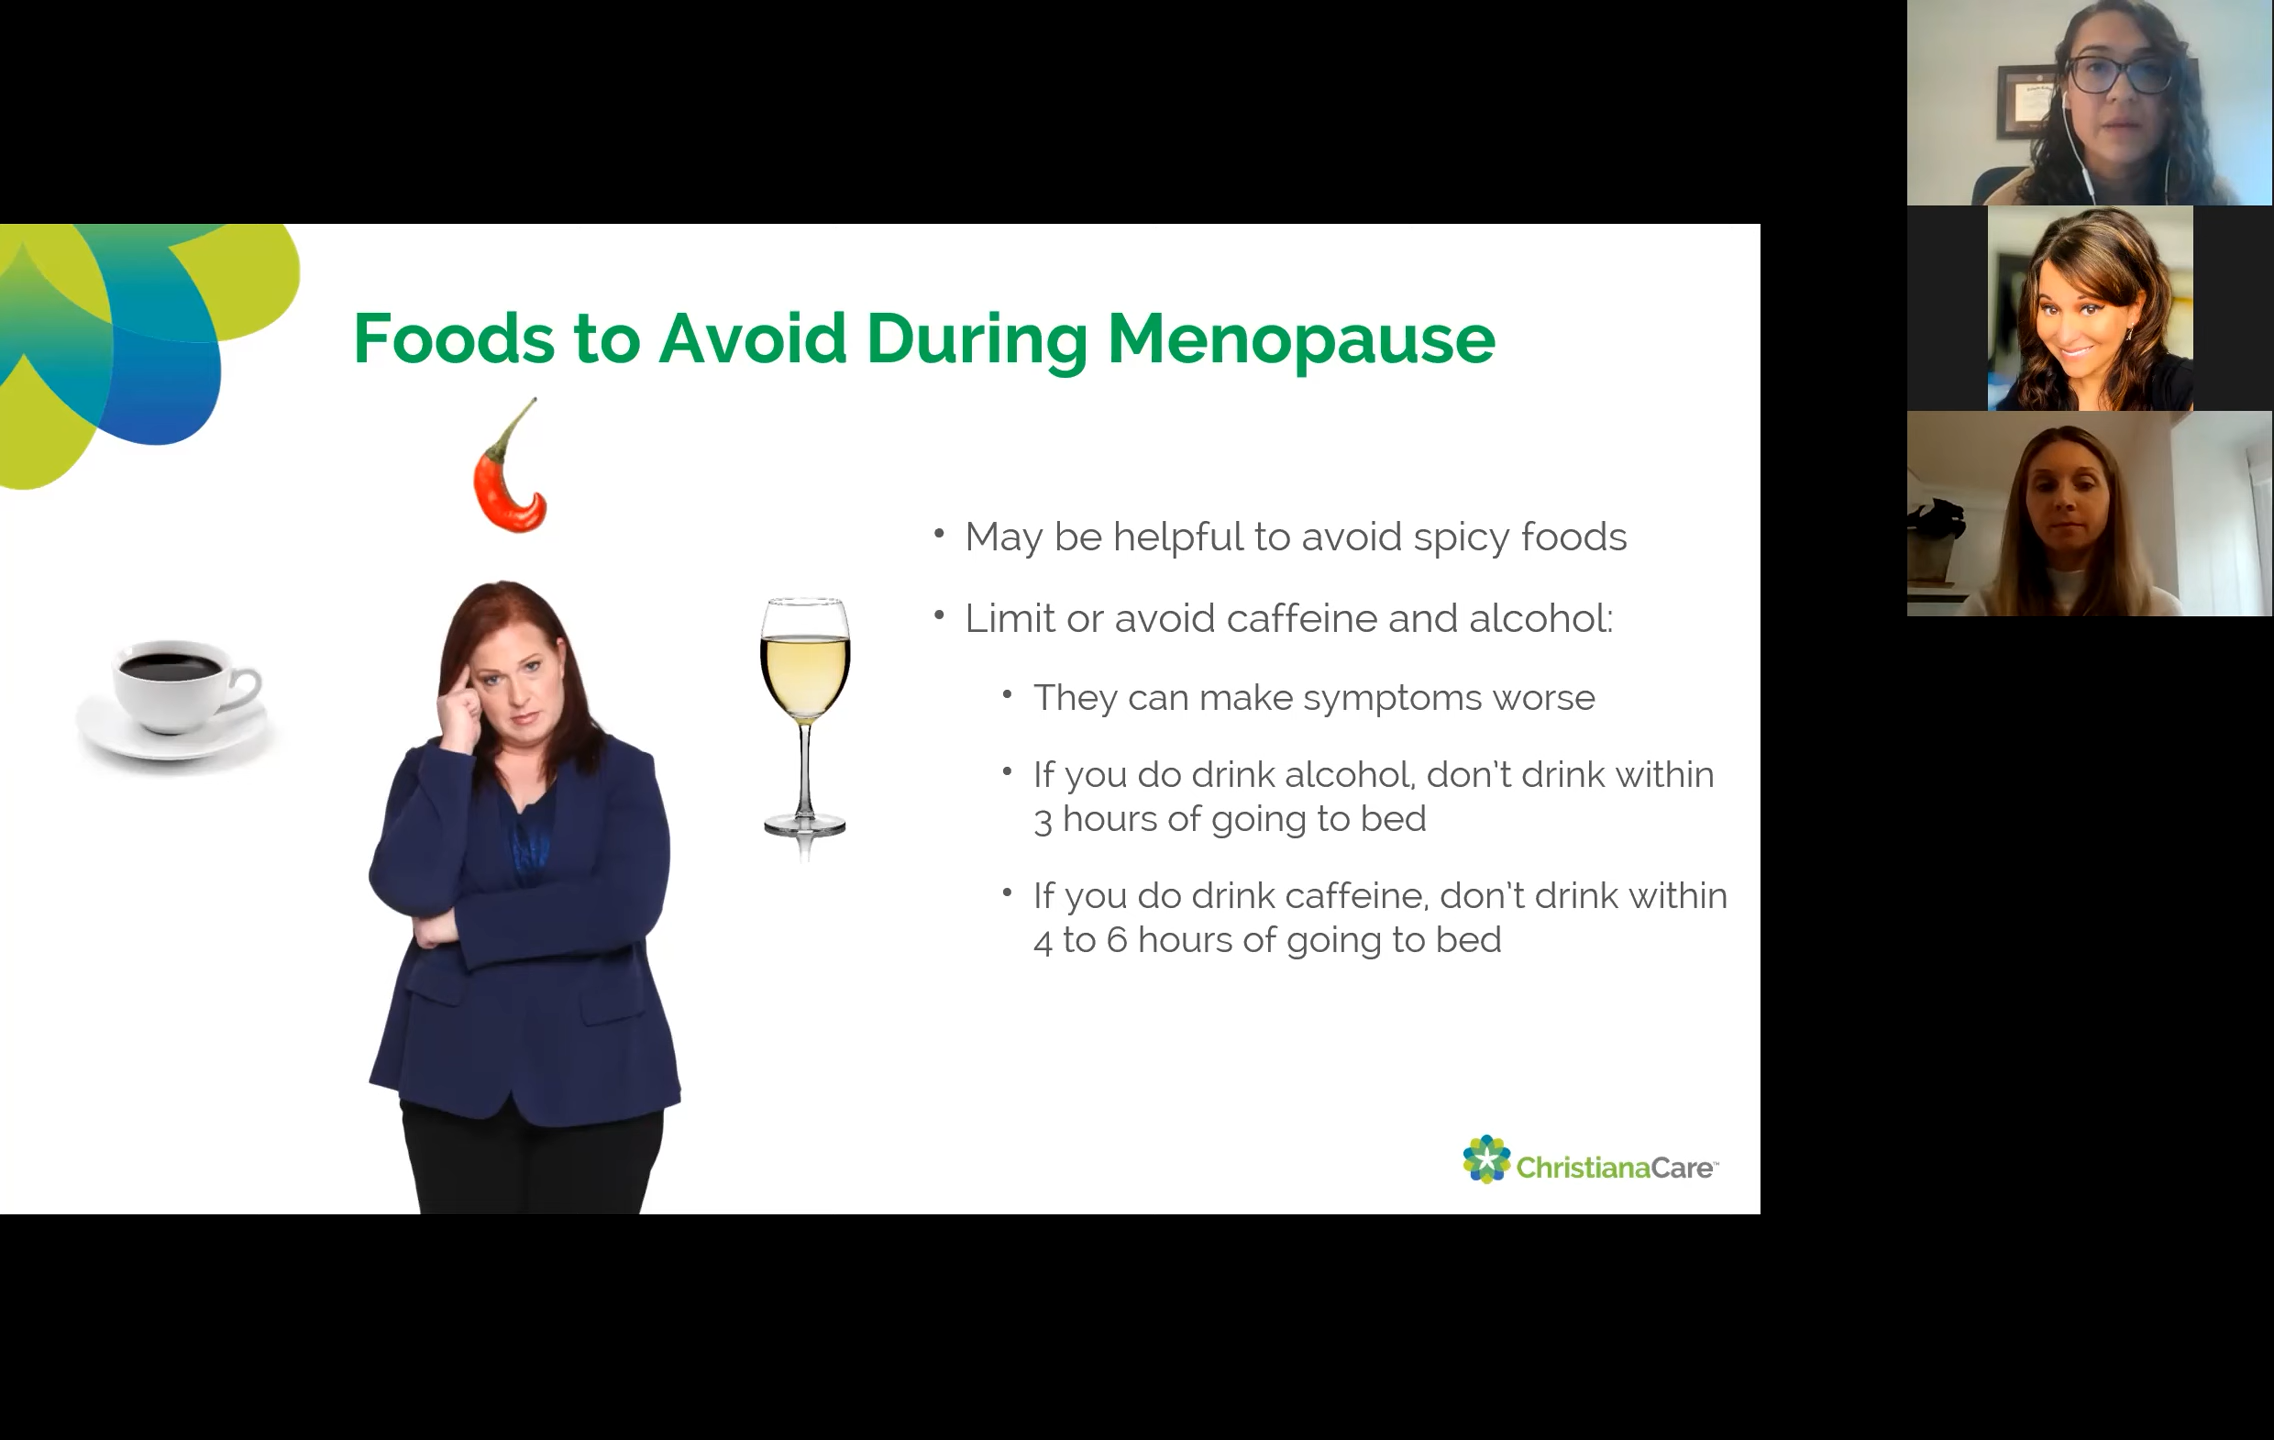 Foods to Avoid During Menopause
• May be helpful to avoid spicy foods
• Limit or avoid caffeine and alcohol:
• They can make symptoms worse
• If you do drink alcohol, don't drink within
3 hours of going to bed
• If you do drink caffeine, don't drink within
4 to 6 hours of going to bed
ChristianaCare™